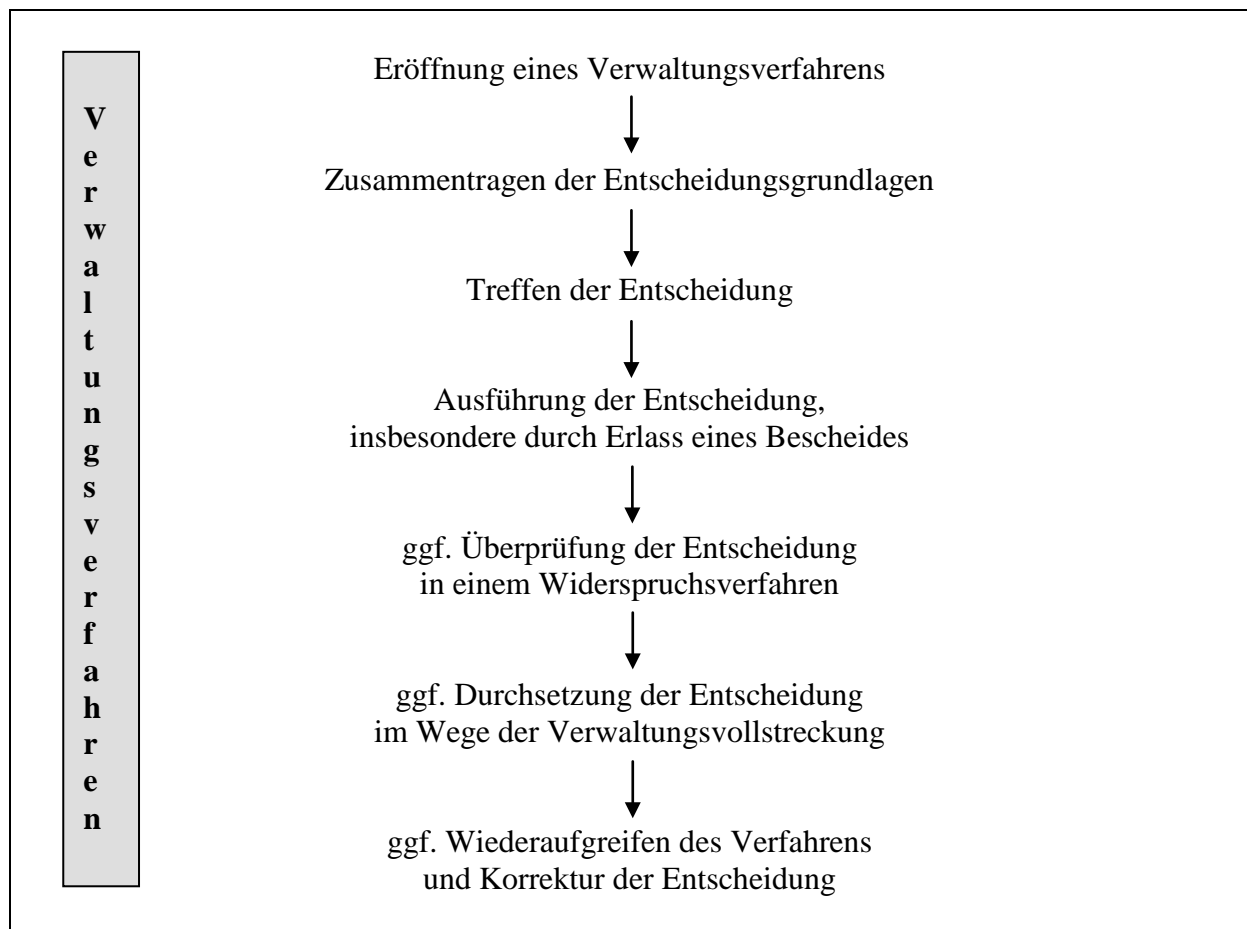 Verwaltungsverfahren
Eröffnung eines Verwaltungsverfahrens
Zusammentragen der Entscheidungsgrundlagen
Treffen der Entscheidung
Ausführung der Entscheidung,
insbesondere durch Erlass eines Bescheides
ggf. Überprüfung der Entscheidung
in einem Widerspruchsverfahren
ggf. Durchsetzung der Entscheidung
im Wege der Verwaltungsvollstreckung
ggf. Wiederaufgreifen des Verfahrens
und Korrektur der Entscheidung